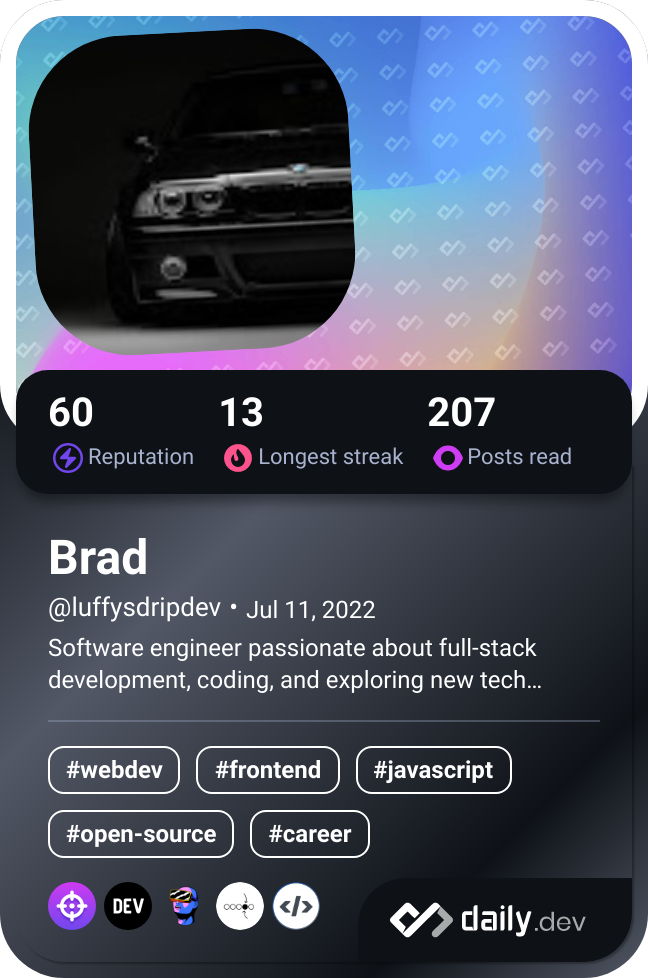 60 13 207
Reputation Longest streak Posts read
Brad
@luffysdripdev • Jul 11, 2022
Software engineer passionate about full-stack
development, coding, and exploring new tech…
#webdev #frontend #javascript
#open-source #career
DEV </> daily.dev